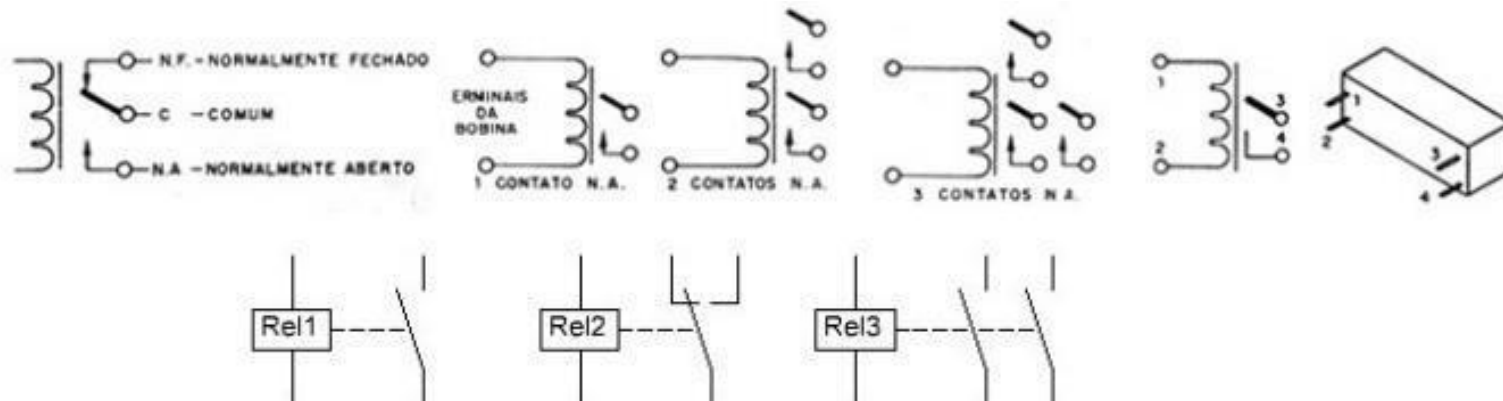 N.F. - NORMALMENTE FECHADO
C - COMUM
N.A - NORMALMENTE ABERTO
ERMINAIS
DA
BOBINA
1 CONTATO N.A.
2 CONTATOS N.A.
3 CONTATOS N.A.
1
2
3
4
1
2
3
4
Rel1
Rel2
Rel3